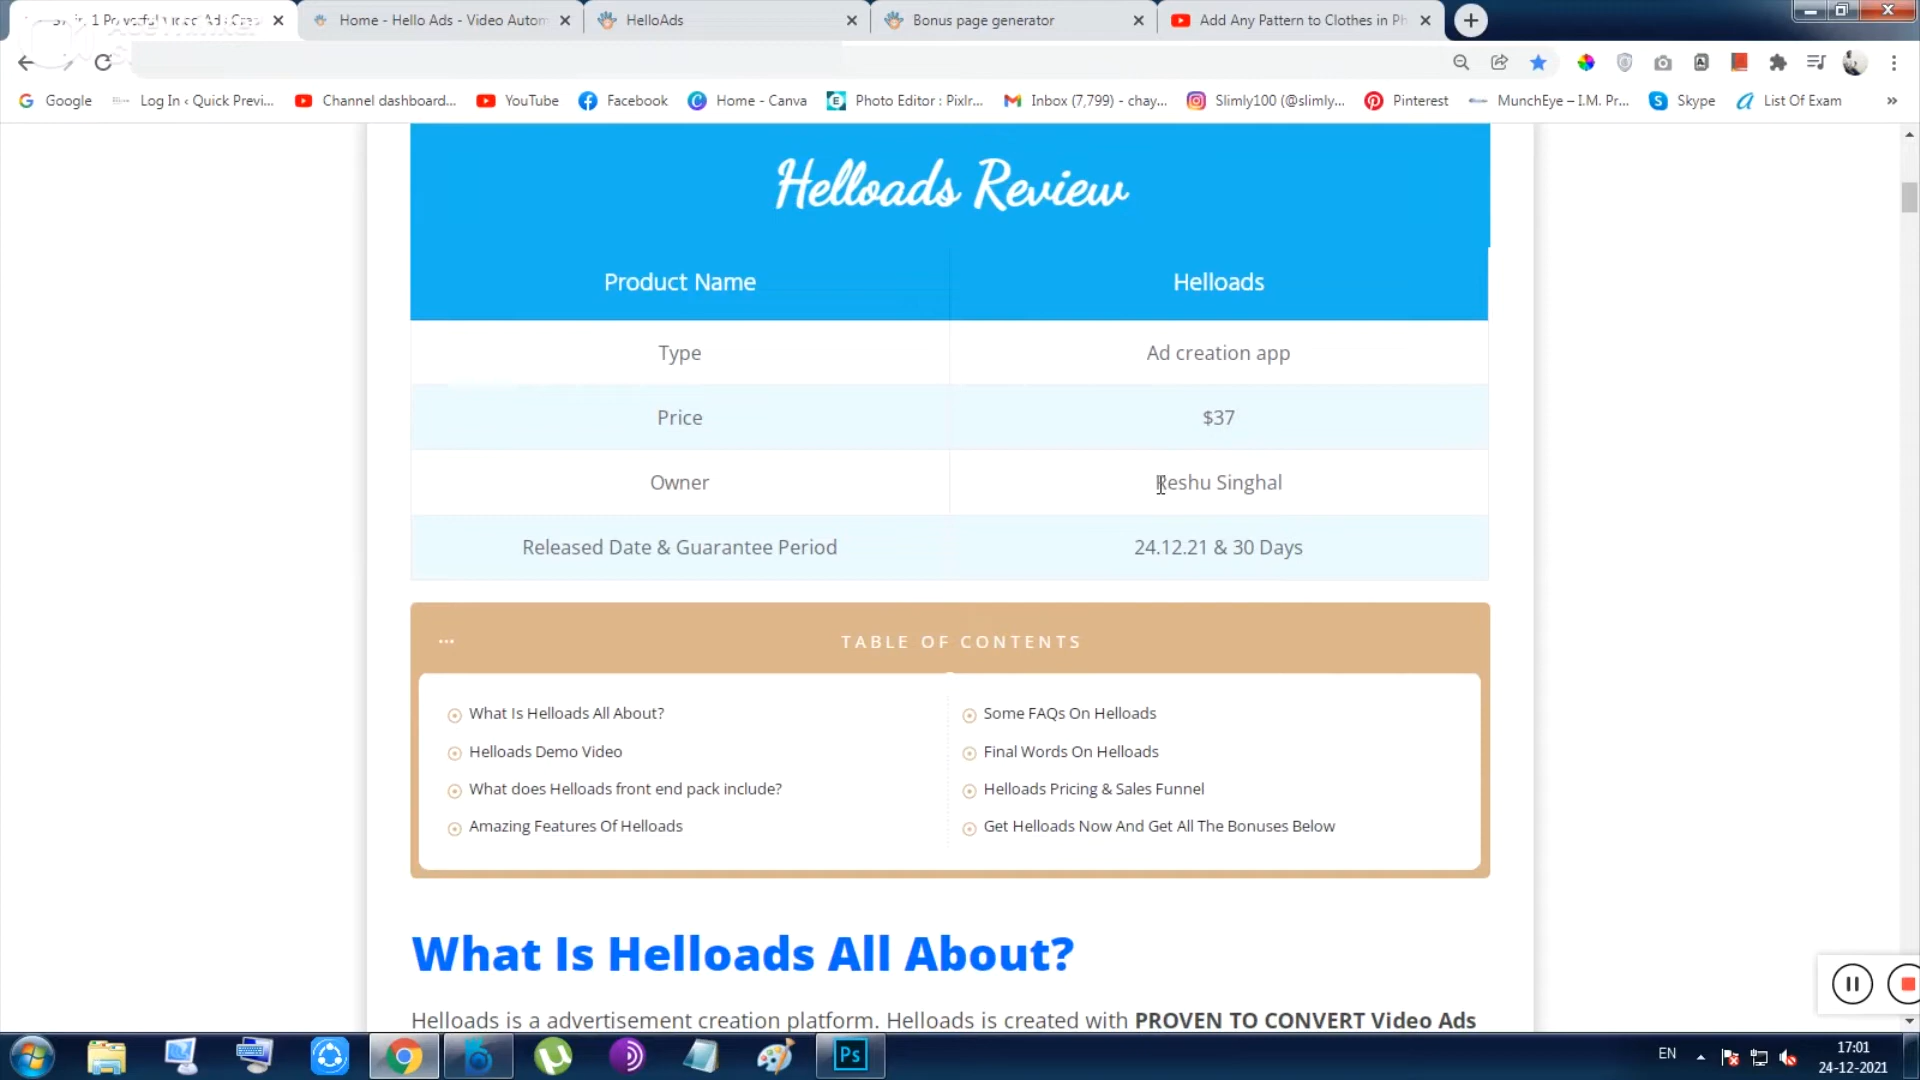 Home - Hello Ads - Video Autom
HelloAds
Bonus page generator
Add Any Pattern to Clothes in Ph
Google
Log In ‹ Quick Previ...
Channel dashboard...
YouTube
Facebook
Home - Canva
Photo Editor : Pixlr...
Inbox (7,799) - chay...
Slimly100 (@slimly...
Pinterest
MunchEye – I.M. Pr...
Skype
List Of Exam
»
Helloads Review
Product Name
Helloads
Type
Ad creation app
Price
$37
Owner
Reshu Singhal
Released Date & Guarantee Period
24.12.21 & 30 Days
TABLE OF CONTENTS
What Is Helloads All About?
Helloads Demo Video
What does Helloads front end pack include?
Amazing Features Of Helloads
Some FAQs On Helloads
Final Words On Helloads
Helloads Pricing & Sales Funnel
Get Helloads Now And Get All The Bonuses Below
What Is Helloads All About?
Helloads is a advertisement creation platform. Helloads is created with PROVEN TO CONVERT Video Ads
Ps
EN
17:01
24-12-2021